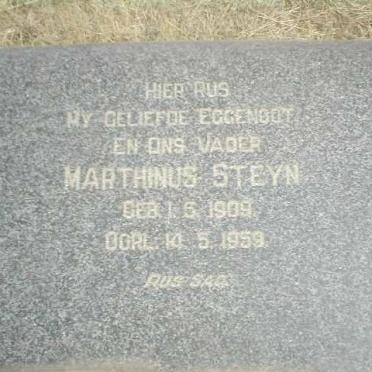 HIER RUS
MY GELIEFDE EGGENOOT
EN ONS VADER
MARTHINUS STEYN
GEB. 1. 5. 1909.
OORL. 14. 5. 1959.
RUS SAG.